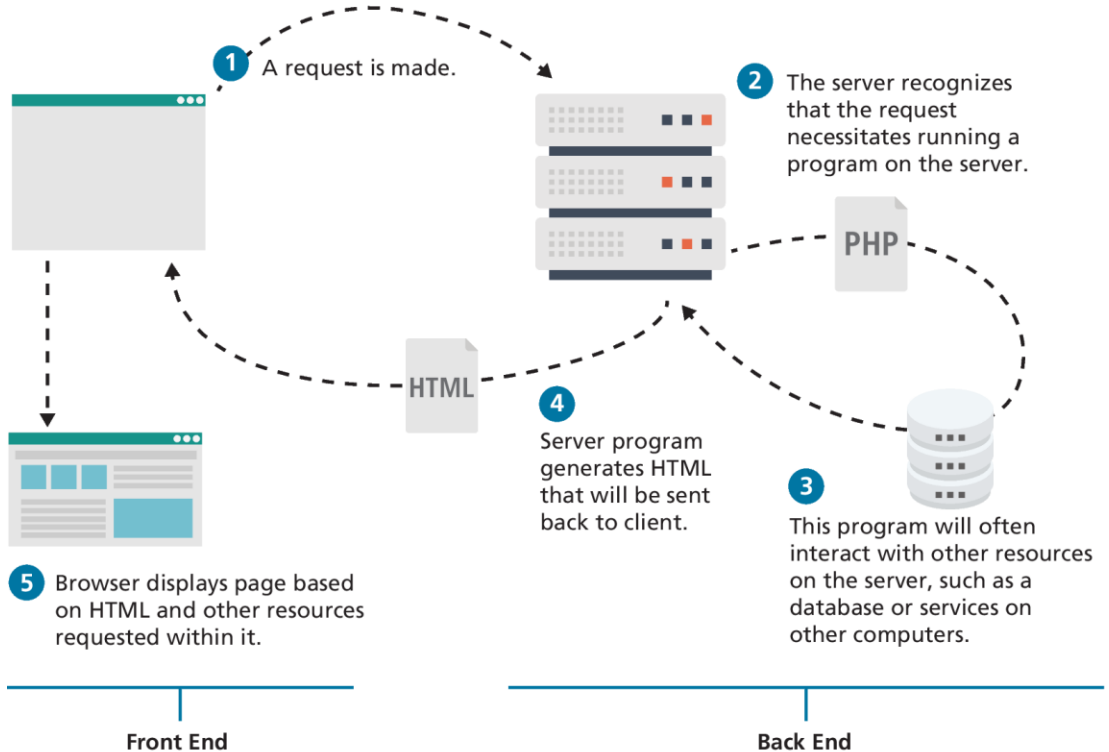 1 A request is made.
2 The server recognizes
that the request
necessitates running a
program on the server.
PHP
HTML
4
Server program
generates HTML
that will be sent
back to client.
3
This program will often
interact with other resources
on the server, such as a
database or services on
other computers.
5 Browser displays page based
on HTML and other resources
requested within it.
Front End
Back End